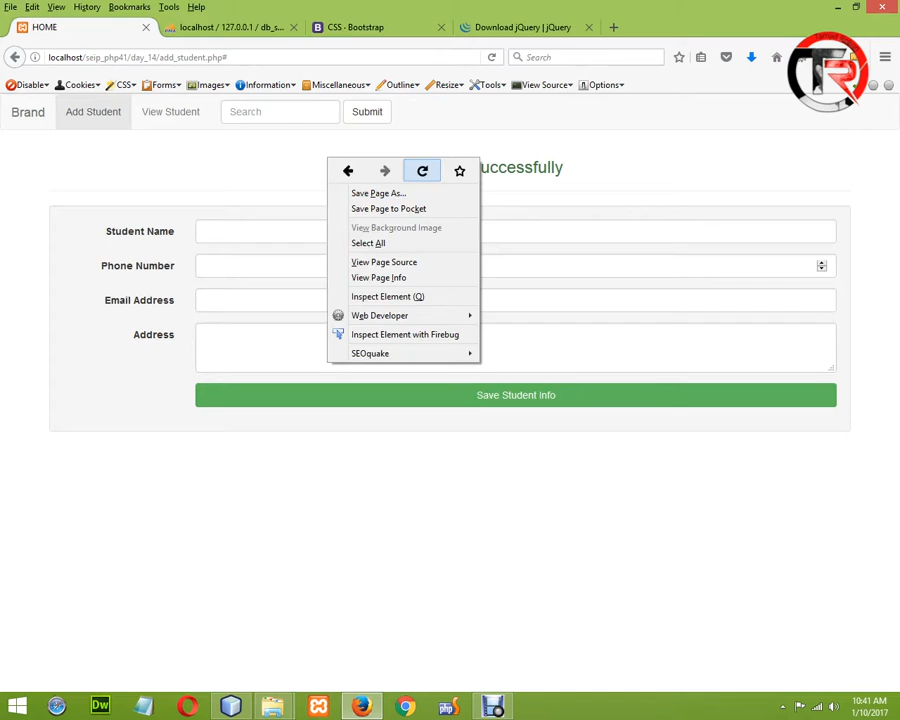 File Edit View History Bookmarks Tools Help
HOME
localhost / 127.0.0.1 / db_s...
CSS · Bootstrap
Download jQuery | jQuery
localhost/seip_php41/day_14/add_student.php#
Search
Disable Cookies CSS Forms Images Information Miscellaneous Outline Resize Tools View Source Options
Brand
Add Student
View Student
Search
Submit
uccessfully
Save Page As...
Save Page to Pocket
View Background Image
Select All
View Page Source
View Page Info
Inspect Element (Q)
Web Developer
Inspect Element with Firebug
SEOquake
Student Name
Phone Number
Email Address
Address
Save Student Info
TR
Dw
php
10:41 AM
1/10/2017